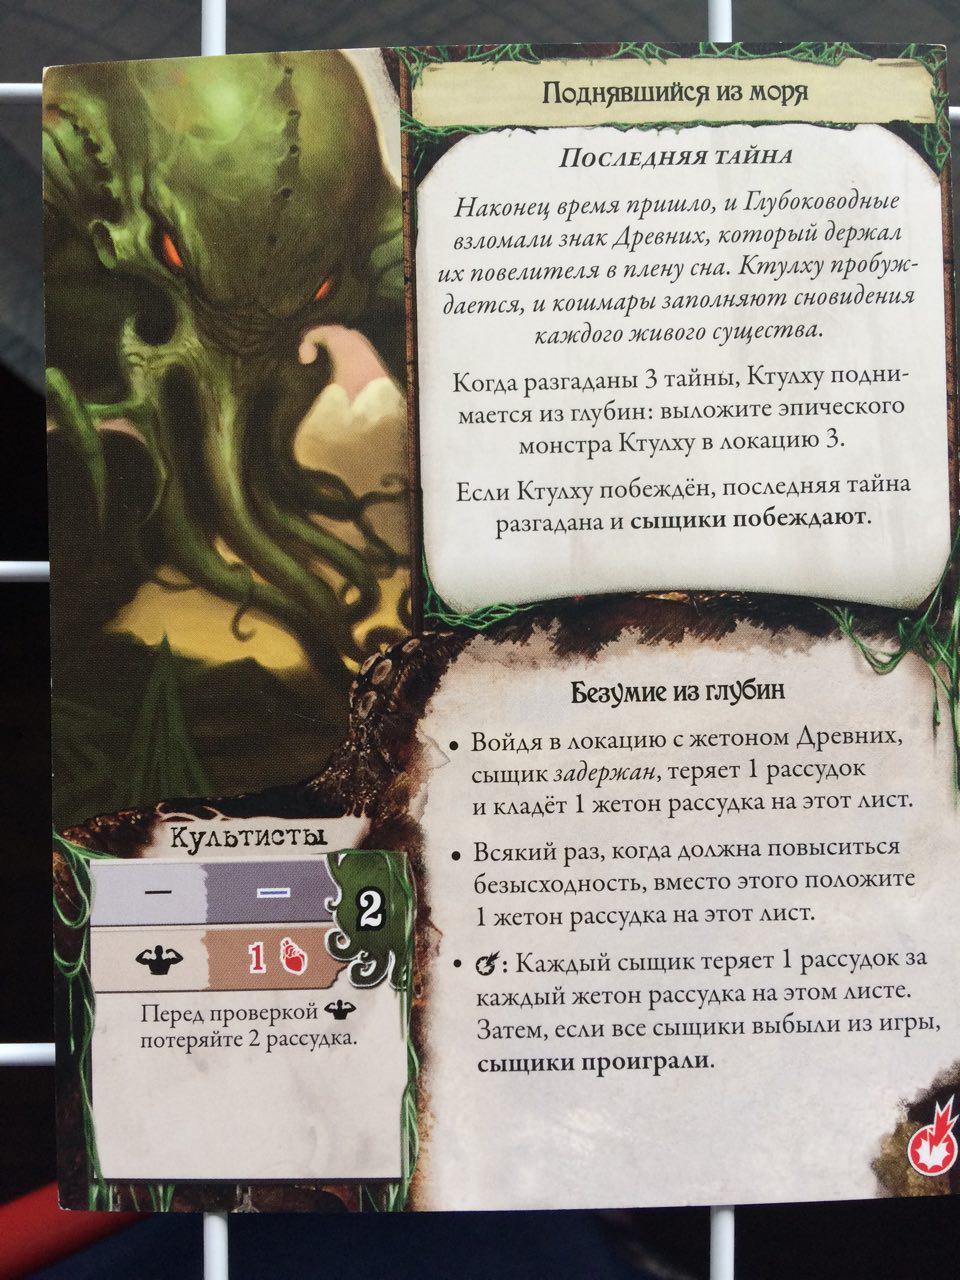 Поднявшийся из моря
Последняя тайна
Наконец время пришло, и Глубоководные
взломали знак Древних, который держал
их повелителя в плену сна. Ктулху пробуж-
дается, и кошмары заполняют сновидения
каждого живого существа.
Когда разгаданы 3 тайны, Ктулху подни-
мается из глубин: выложите эпического
монстра Ктулху в локацию 3.
Если Ктулху побеждён, последняя тайна
разгадана и сыщики побеждают.
Безумие из глубин
• Войдя в локацию с жетоном Древних,
сыщик задержан, теряет 1 рассудок
и кладёт 1 жетон рассудка на этот лист.
• Всякий раз, когда должна повыситься
безысходность, вместо этого положите
1 жетон рассудка на этот лист.
• : Каждый сыщик теряет 1 рассудок за
каждый жетон рассудка на этом листе.
Затем, если все сыщики выбыли из игры,
сыщики проиграли.
Культисты
— — 2
1
Перед проверкой
потеряйте 2 рассудка.